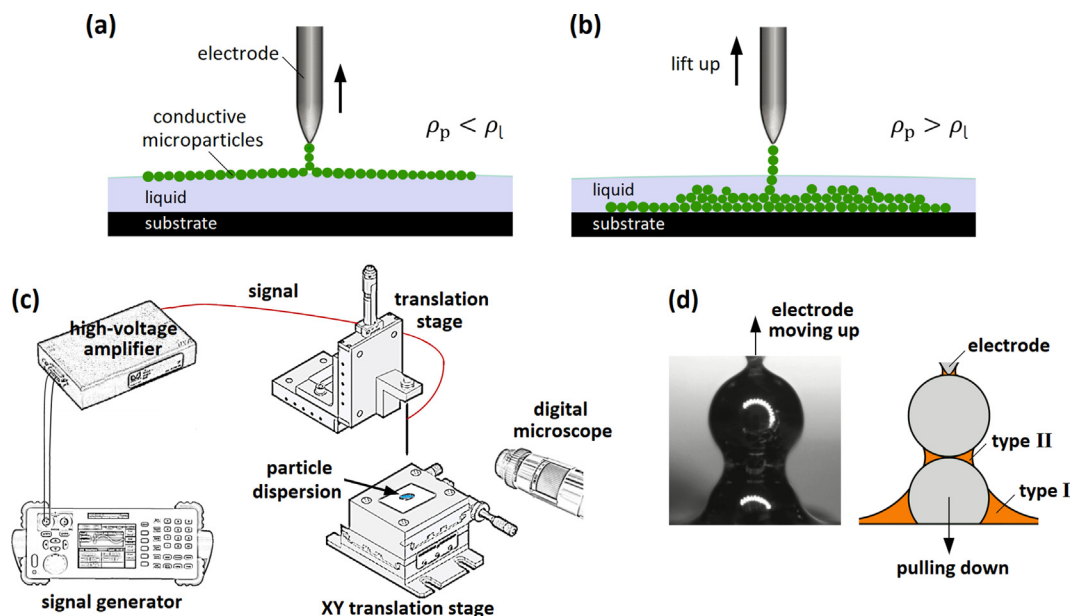 (a)
electrode
conductive
microparticles
ρp < ρl
liquid
substrate
(b)
lift up
ρp > ρl
liquid
substrate
(c)
signal
translation
stage
high-voltage
amplifier
digital
microscope
particle
dispersion
signal generator
XY translation stage
(d)
electrode
moving up
electrode
type II
type I
pulling down